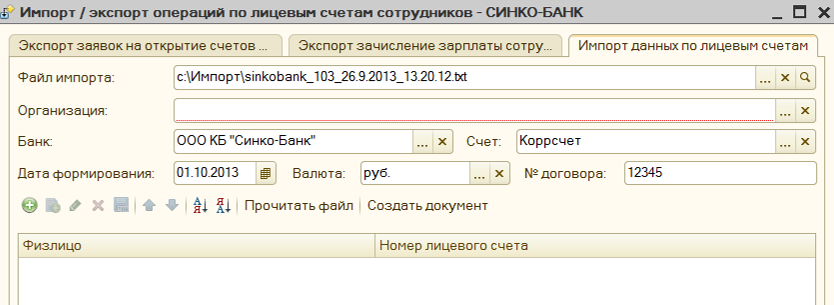 Импорт / экспорт операций по лицевым счетам сотрудников - СИНКО-БАНК
Экспорт заявок на открытие счетов ... Экспорт зачисление зарплаты сотру... Импорт данных по лицевым счетам
Файл импорта: c:\Импорт\sinkobank_103_26.9.2013_13.20.12.txt ... x
Организация: ... x
Банк: ООО КБ "Синко-Банк" ... x Счет: Коррсчет ... x
Дата формирования: 01.10.2013 Валюта: руб. ... x № договора: 12345
Прочитать файл Создать документ
Физлицо Номер лицевого счета